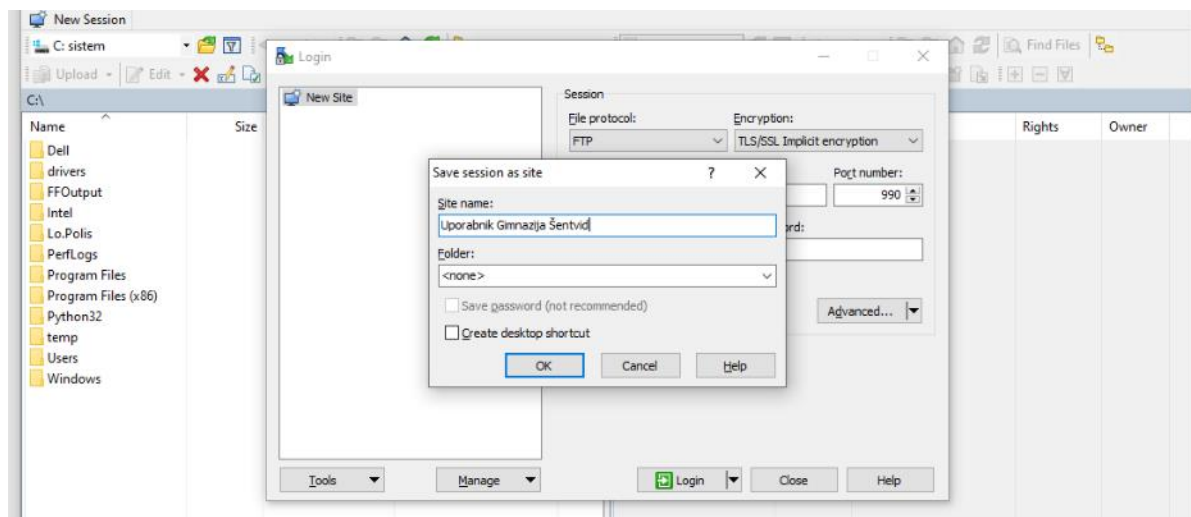 New Session
C: sistem
Find Files
Upload
Edit
C:\
Name Size
Rights Owner
Dell
drivers
FFOutput
Intel
Lo.Polis
PerfLogs
Program Files
Program Files (x86)
Python32
temp
Users
Windows
Login
New Site
Session
File protocol: Encryption:
FTP TLS/SSL Implicit encryption
Port number:
990
Advanced...
Save session as site ?
Site name:
Uporabnik Gimnazija Šentvid
Folder:
<none>
Save password (not recommended)
Create desktop shortcut
OK Cancel Help
Tools Manage Login Close Help